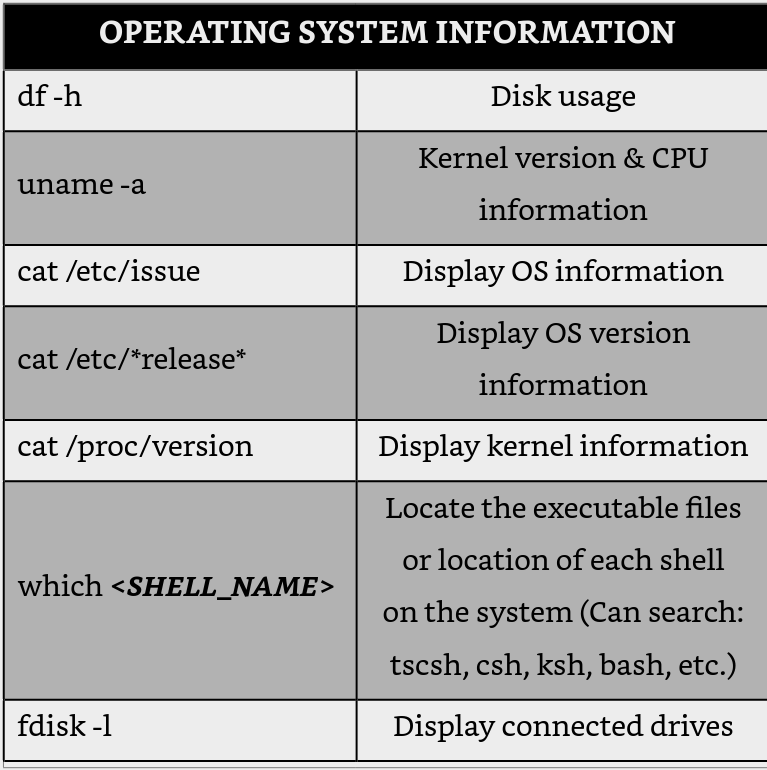 OPERATING SYSTEM INFORMATION
df -h
Disk usage
uname -a
Kernel version & CPU
information
cat /etc/issue
Display OS information
cat /etc/*release*
Display OS version
information
cat /proc/version
Display kernel information
which <SHELL_NAME>
Locate the executable files
or location of each shell
on the system (Can search:
tscsh, csh, ksh, bash, etc.)
fdisk -l
Display connected drives